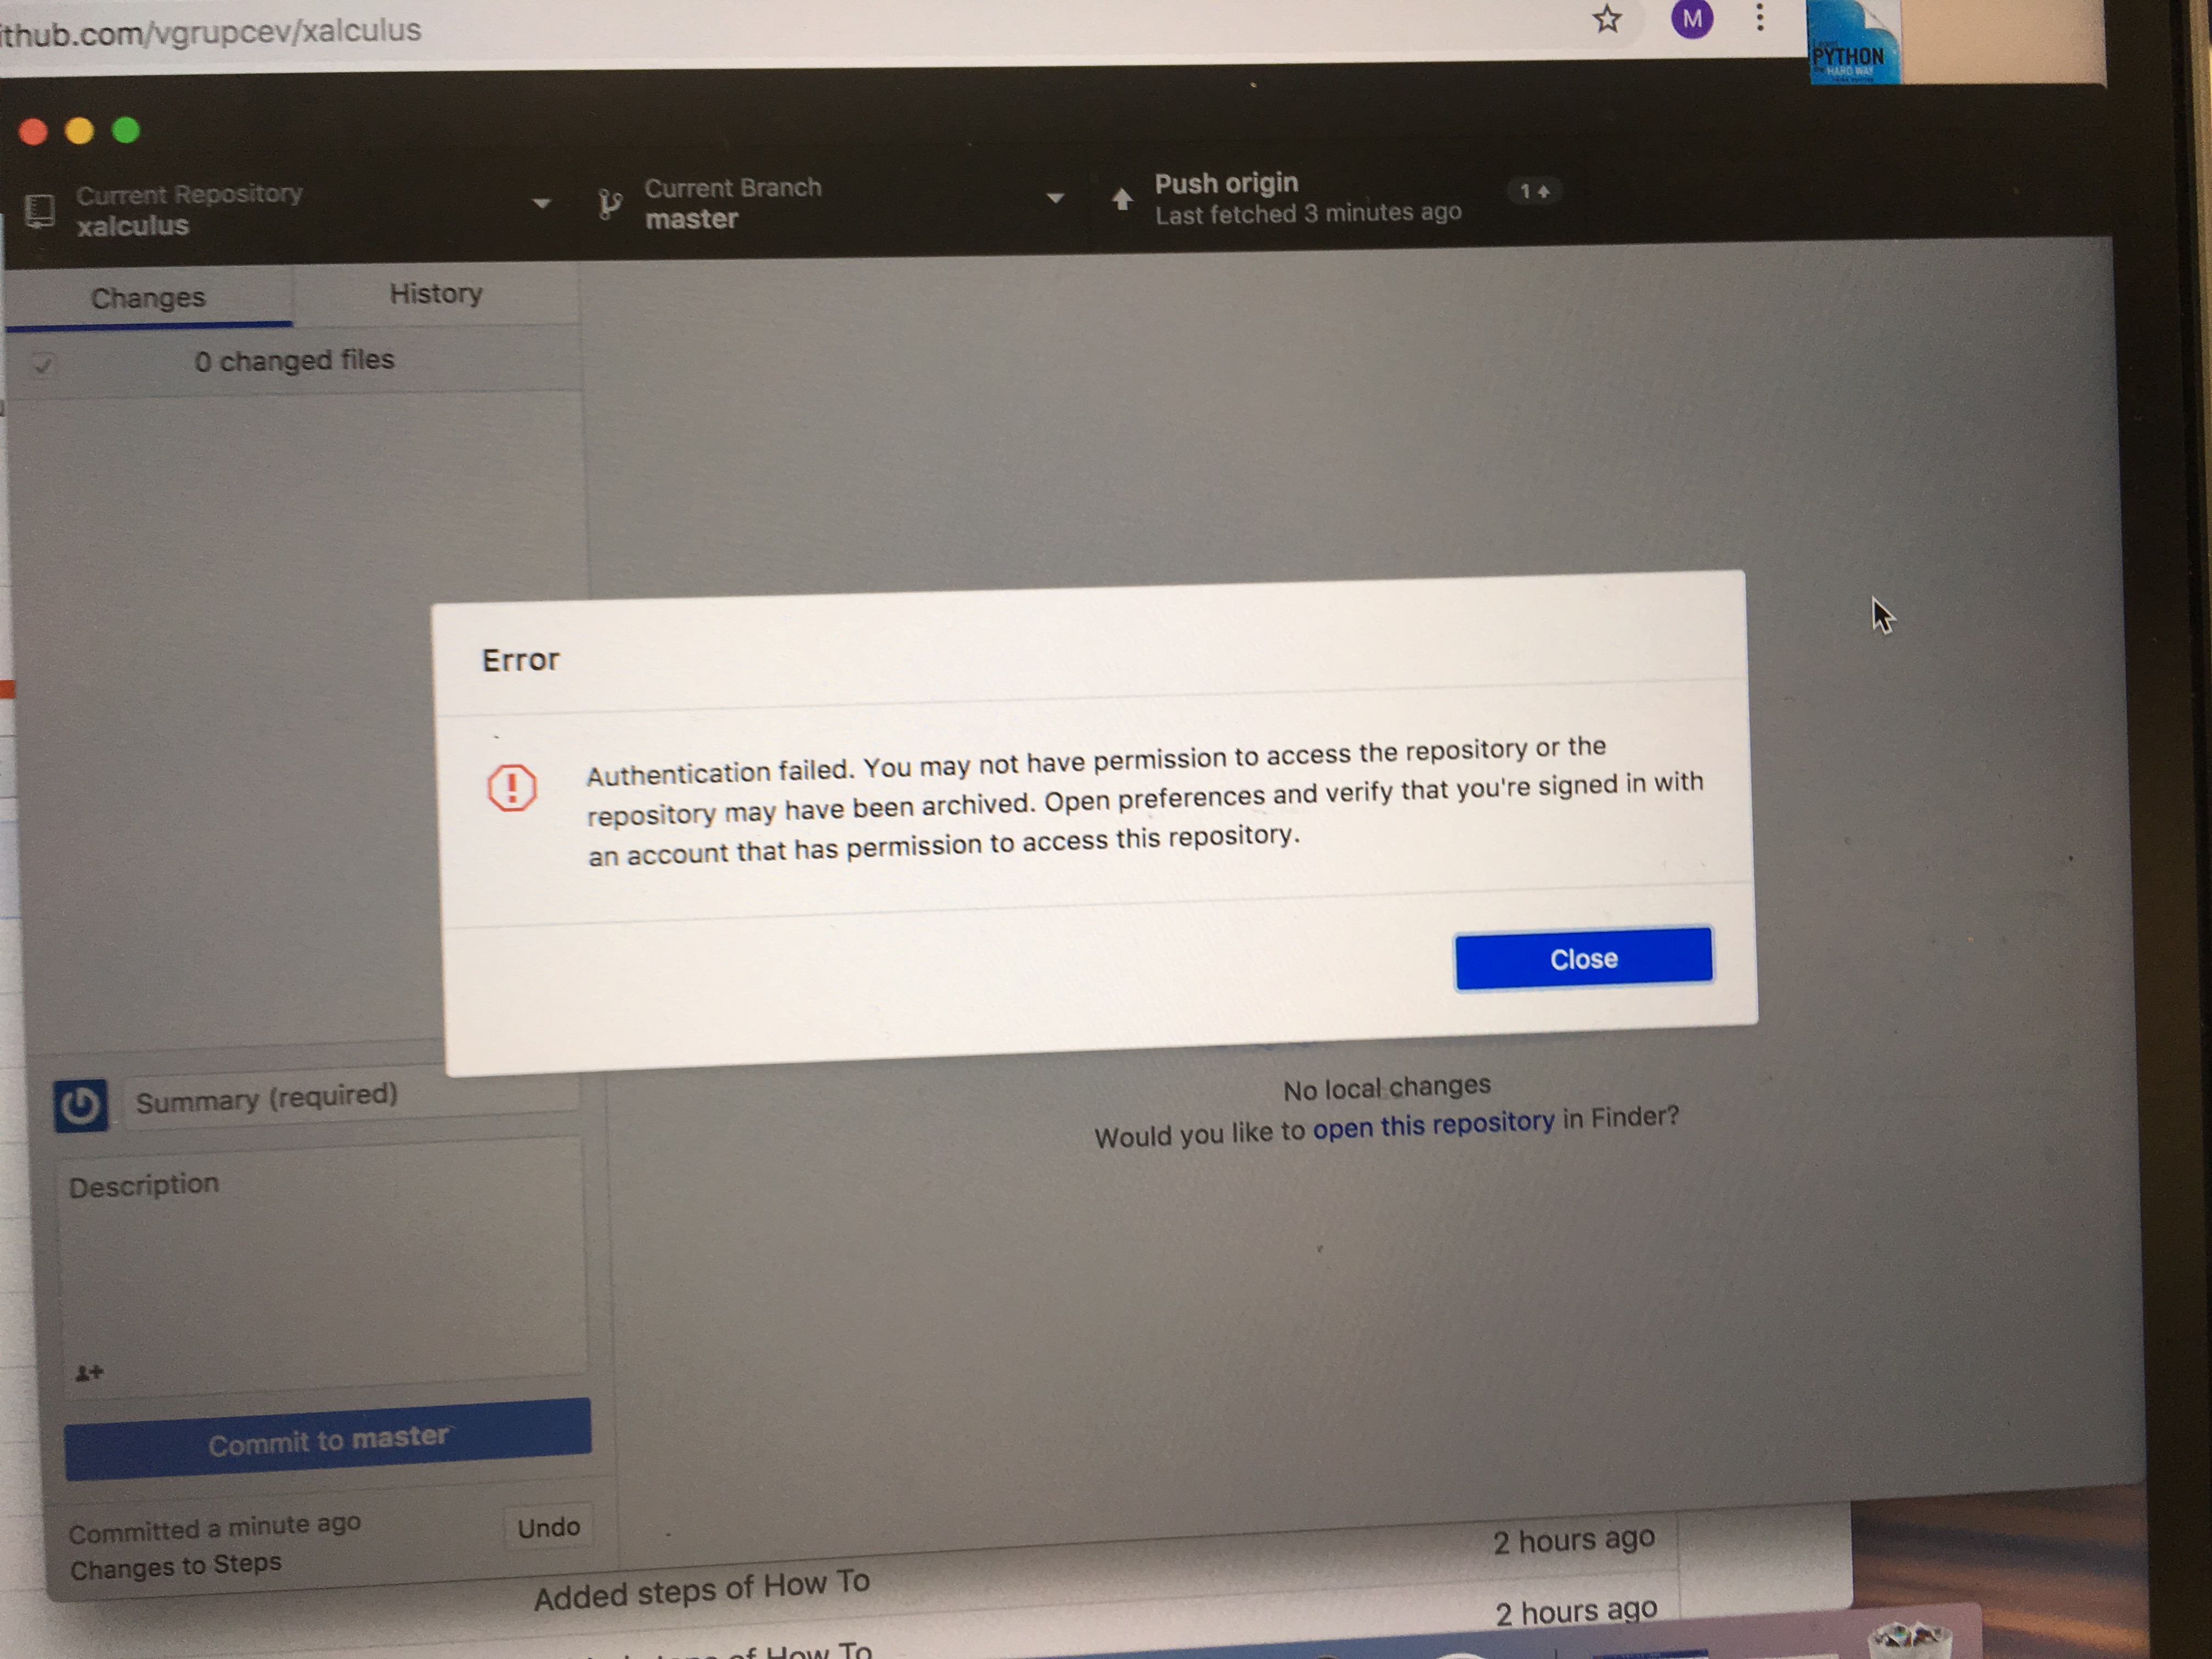 ithub.com/vgrupcev/xalculus
M
PYTHON
HARD WAY
Current Repository
xalculus
Current Branch
master
Push origin
Last fetched 3 minutes ago
1
Changes
History
0 changed files
Error
Authentication failed. You may not have permission to access the repository or the
repository may have been archived. Open preferences and verify that you're signed in with
an account that has permission to access this repository.
Close
No local changes
Would you like to open this repository in Finder?
Summary (required)
Description
Commit to master
Committed a minute ago
Changes to Steps
Undo
Added steps of How To
2 hours ago
2 hours ago
of How To